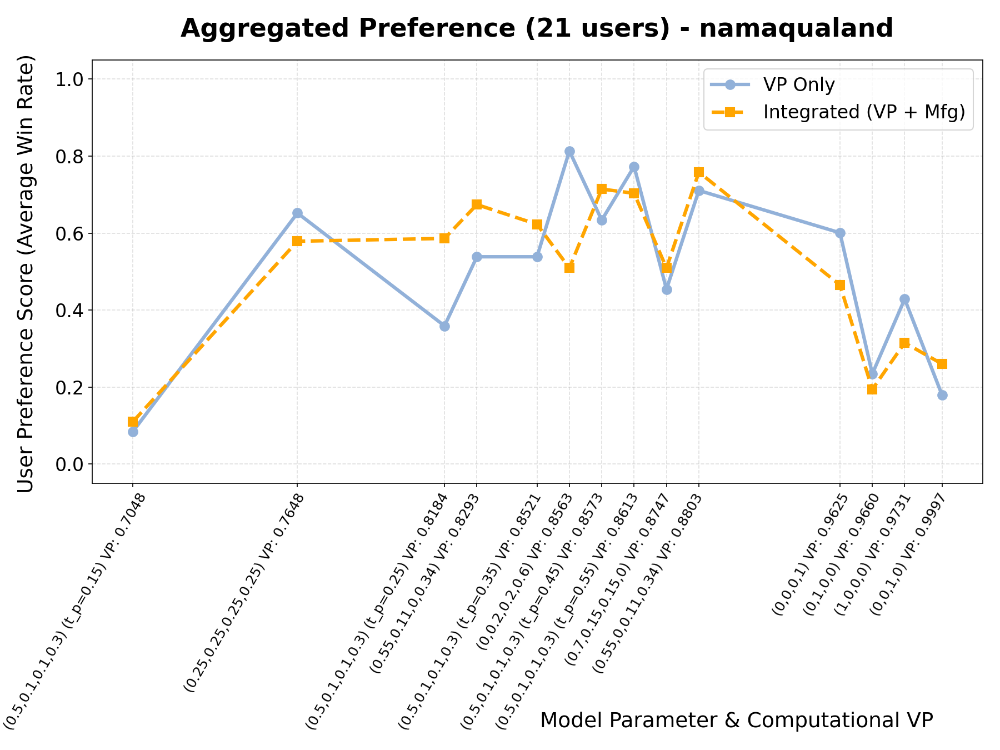 Aggregated Preference (21 users) - namaqualand
User Preference Score (Average Win Rate)
1.0
0.8
0.6
0.4
0.2
0.0
VP Only
Integrated (VP + Mfg)
(0.5,0.1,0.1,0.3) (t_p=0.15) VP: 0.7048
(0.25,0.25,0.25,0.25) VP: 0.7648
(0.5,0.1,0.1,0.3) (t_p=0.25) VP: 0.8184
(0.55,0.11,0,0.34) VP: 0.8293
(0.5,0.1,0.1,0.3) (t_p=0.35) VP: 0.8521
(0,0.2,0.2,0.6) VP: 0.8563
(0.5,0.1,0.1,0.3) (t_p=0.45) VP: 0.8573
(0.5,0.1,0.1,0.3) (t_p=0.55) VP: 0.8613
(0.7,0.15,0.15,0) VP: 0.8747
(0.55,0,0.11,0.34) VP: 0.8803
(0,0,0,1) VP: 0.9625
(0,1,0,0) VP: 0.9660
(1,0,0,0) VP: 0.9731
(0,0,1,0) VP: 0.9997
Model Parameter & Computational VP